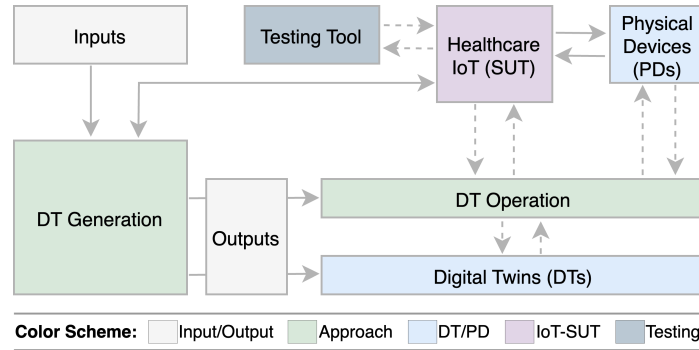 Inputs
Testing Tool
Healthcare
IoT (SUT)
Physical
Devices
(PDs)
DT Generation
Outputs
DT Operation
Digital Twins (DTs)
Color Scheme: Input/Output Approach DT/PD IoT-SUT Testing